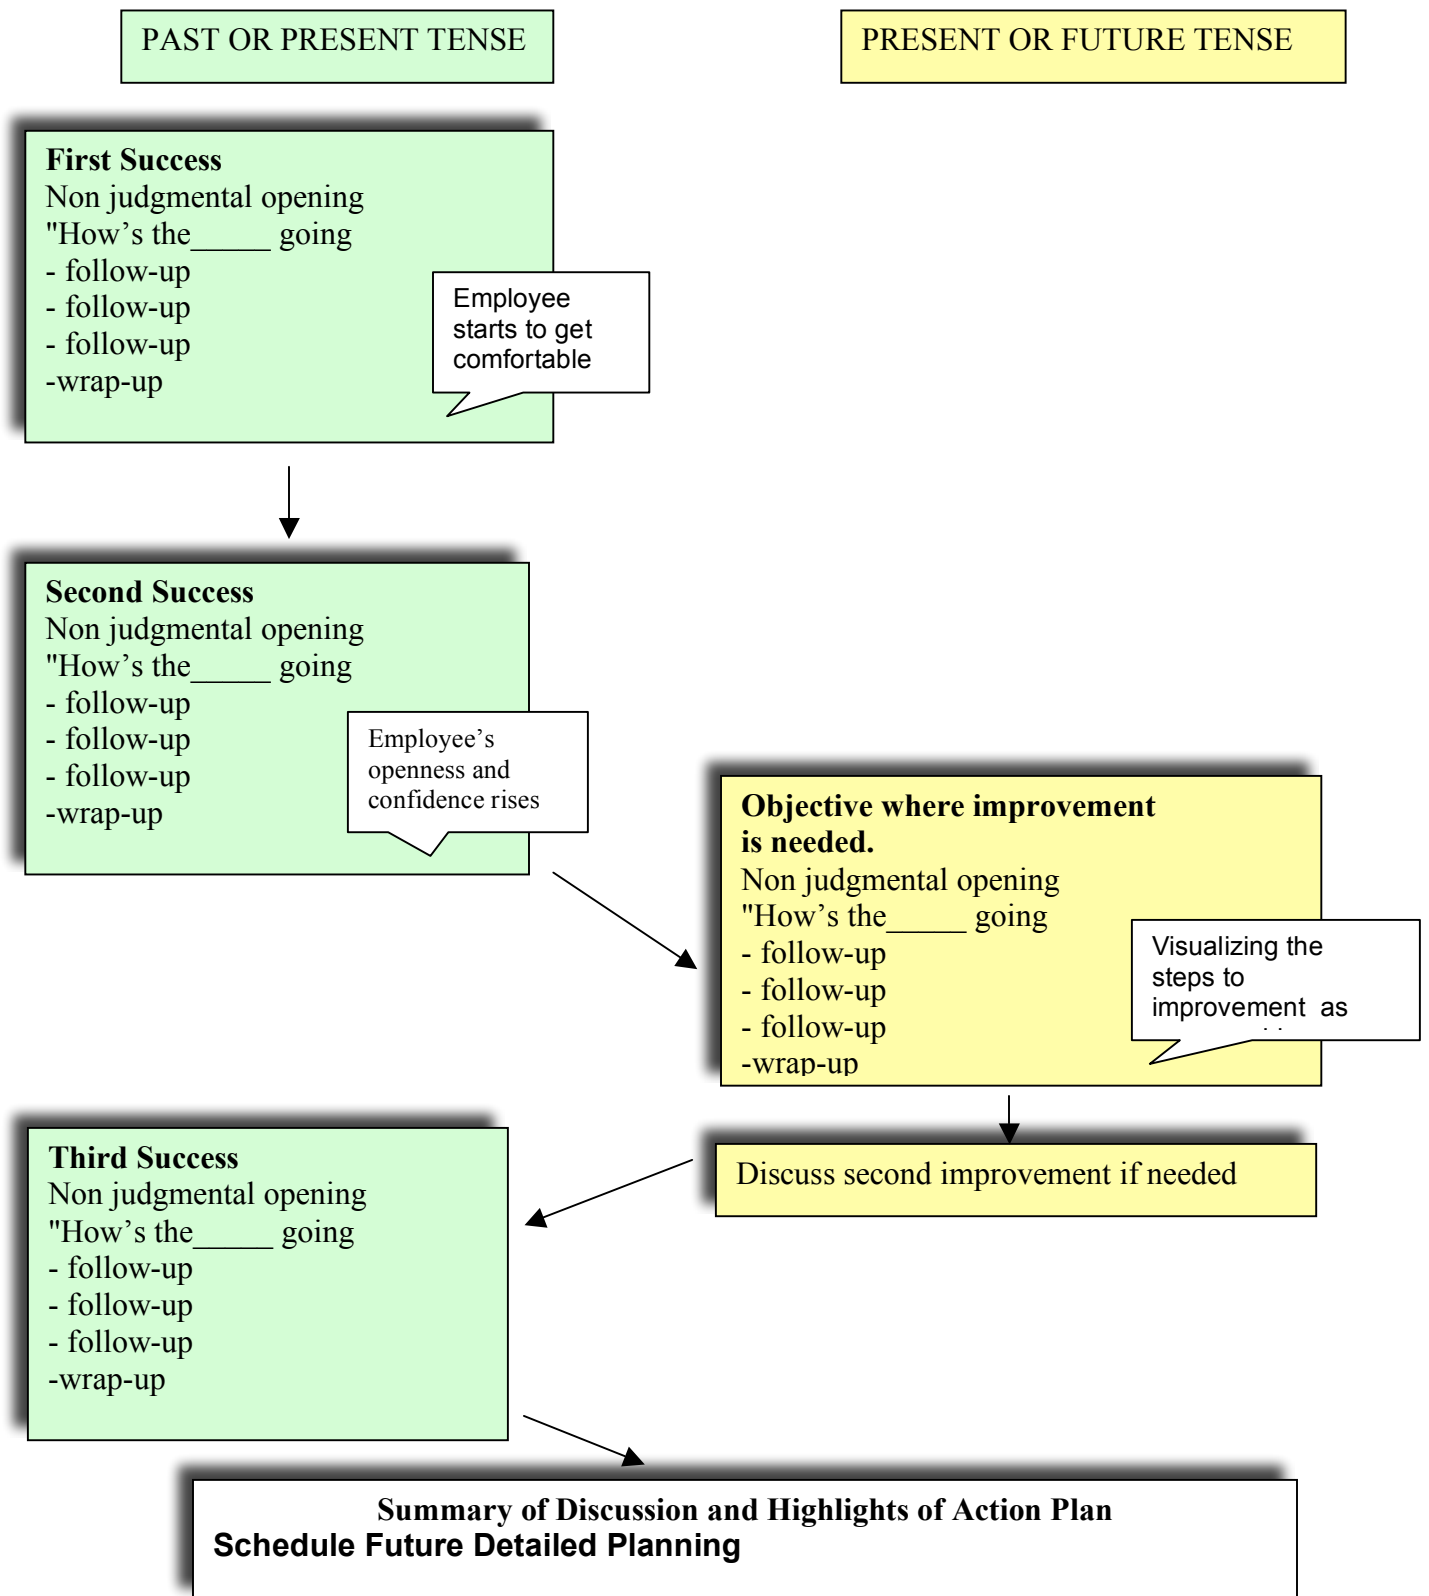 PAST OR PRESENT TENSE
PRESENT OR FUTURE TENSE
First Success
Non judgmental opening
"How’s the_____ going
- follow-up
- follow-up
- follow-up
-wrap-up
Employee
starts to get
comfortable
Second Success
Non judgmental opening
"How’s the_____ going
- follow-up
- follow-up
- follow-up
-wrap-up
Employee’s
openness and
confidence rises
Objective where improvement
is needed.
Non judgmental opening
"How’s the_____ going
- follow-up
- follow-up
- follow-up
-wrap-up
Visualizing the
steps to
improvement as
Discuss second improvement if needed
Third Success
Non judgmental opening
"How’s the_____ going
- follow-up
- follow-up
- follow-up
-wrap-up
Summary of Discussion and Highlights of Action Plan
Schedule Future Detailed Planning